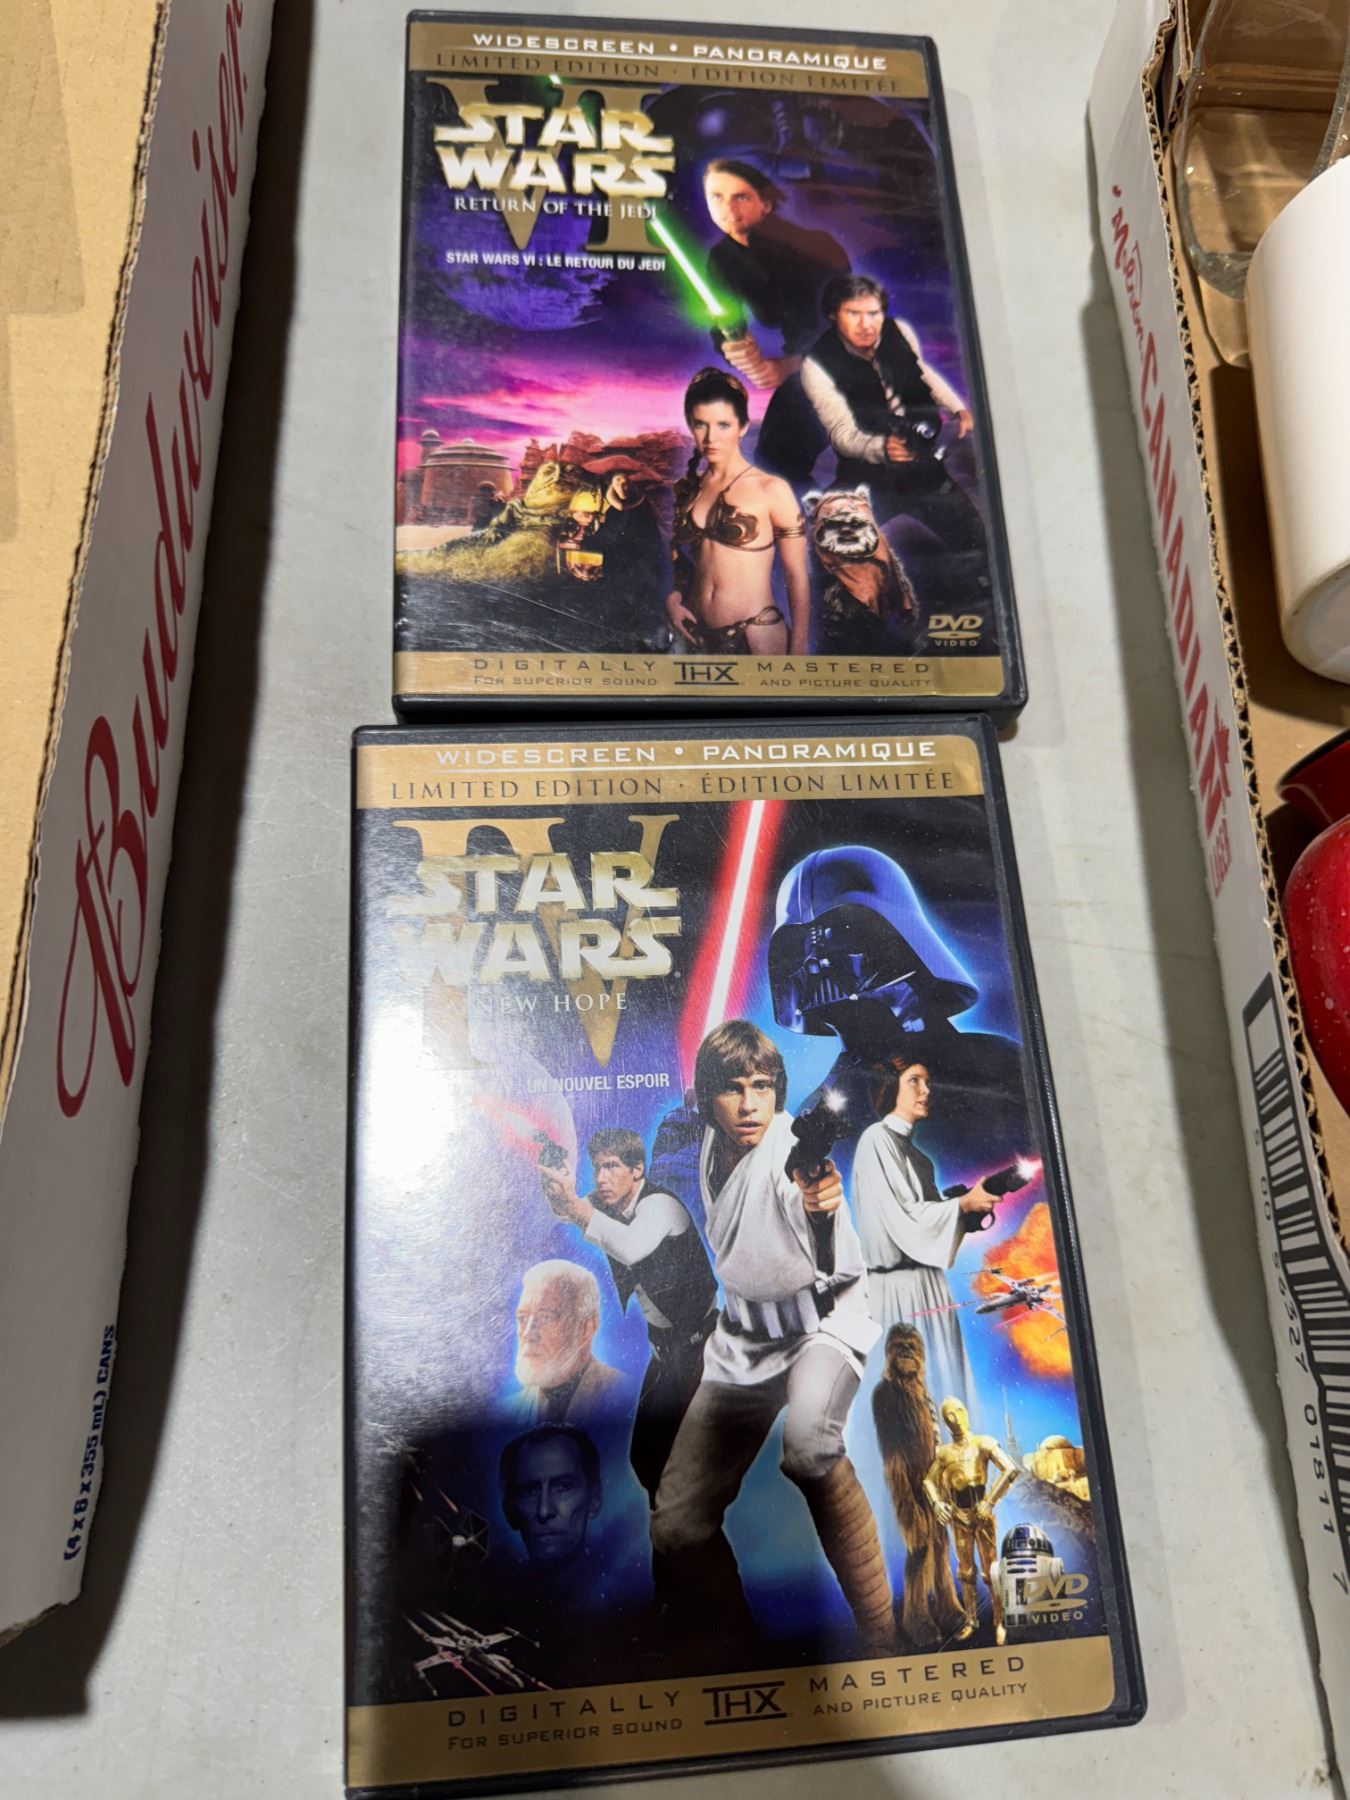 WIDESCREEN • PANORAMIQUE
LIMITED EDITION · ÉDITION LIMITÉE
VI
STAR
WARS
RETURN OF THE JEDI
STAR WARS VI : LE RETOUR DU JEDI
DVD
VIDEO
DIGITALLY THX MASTERED
FOR SUPERIOR SOUND AND PICTURE QUALITY
WIDESCREEN • PANORAMIQUE
LIMITED EDITION · ÉDITION LIMITÉE
IV
STAR
WARS
A NEW HOPE
UN NOUVEL ESPOIR
DVD
VIDEO
DIGITALLY THX MASTERED
FOR SUPERIOR SOUND AND PICTURE QUALITY
Budweiser
(4 x 6 x 355 mL) CANS
Molson
CANADIAN
LAGER